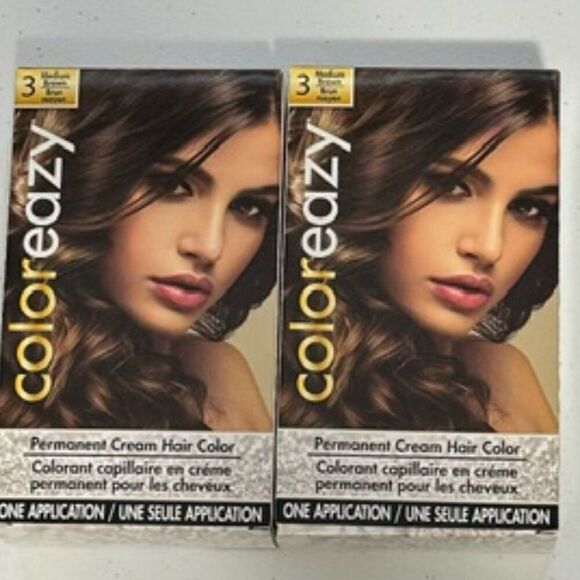 3 Medium
Brown
Brun
moyen
coloreazy
Permanent Cream Hair Color
Colorant capillaire en créme
permanent pour les cheveux
ONE APPLICATION / UNE SEULE APPLICATION
3 Medium
Brown
Brun
moyen
coloreazy
Permanent Cream Hair Color
Colorant capillaire en créme
permanent pour les cheveux
ONE APPLICATION / UNE SEULE APPLICATION